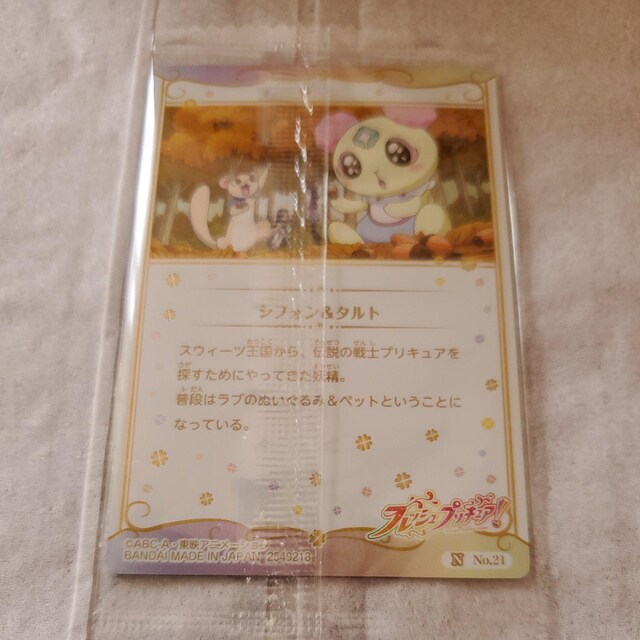 シフォン&タルト
スウィーツ王国から、伝説の戦士プリキュアを
探すためにやってきた妖精。
普段はラブのぬいぐるみ&ペットということに
なっている。
フレッシュプリキュア!
©ABC-A・東映アニメーション
BANDAI MADE IN JAPAN 2549218
N No.21